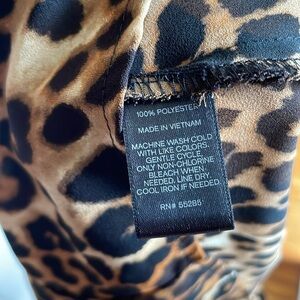 100% POLYESTER
MADE IN VIETNAM
MACHINE WASH COLD
WITH LIKE COLORS.
GENTLE CYCLE
ONLY NON-CHLORINE
BLEACH WHEN
NEEDED. LINE DRY
COOL IRON IF NEEDED.
RN# 55285